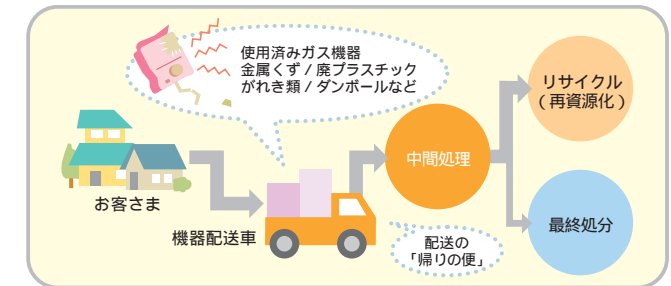 使用済みガス機器
金属くず / 廃プラスチック
がれき類 / ダンボールなど
お客さま
機器配送車
配送の
「帰りの便」
中間処理
リサイクル
( 再資源化 )
最終処分